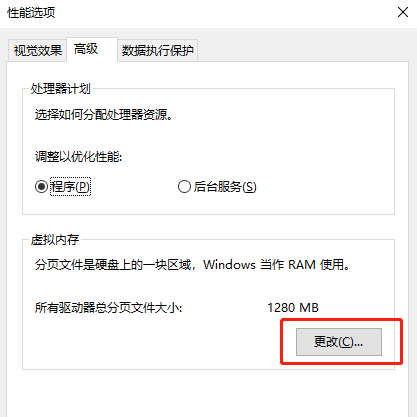 性能选项
视觉效果 高级 数据执行保护
处理器计划
选择如何分配处理器资源。
调整以优化性能:
程序(P) 后台服务(S)
虚拟内存
分页文件是硬盘上的一块区域，Windows 当作 RAM 使用。
所有驱动器总分页文件大小: 1280 MB
更改(C)...